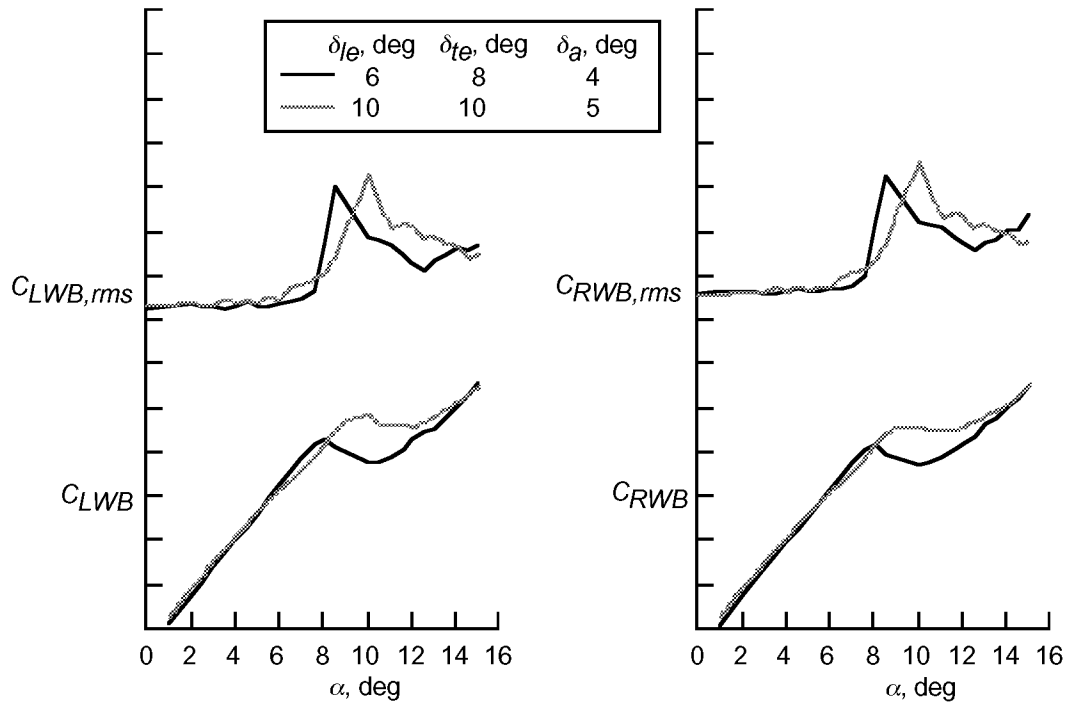 δle, deg δte, deg δa, deg
6 8 4
10 10 5
CLWB,rms
CRWB,rms
CLWB
CRWB
0 2 4 6 8 10 12 14 16
0 2 4 6 8 10 12 14 16
α, deg
α, deg